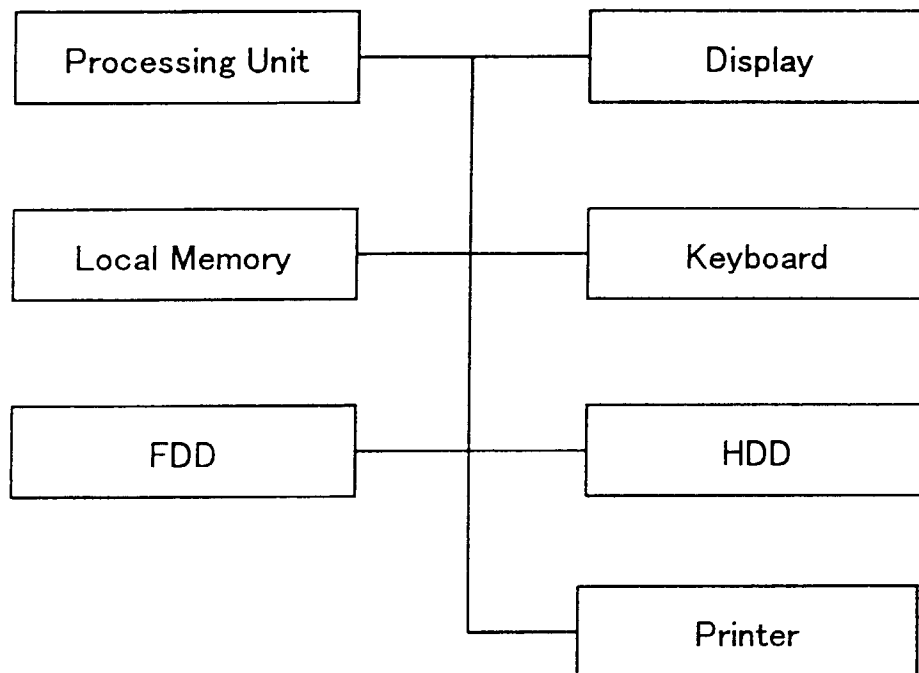 Processing Unit
Display
Local Memory
Keyboard
FDD
HDD
Printer